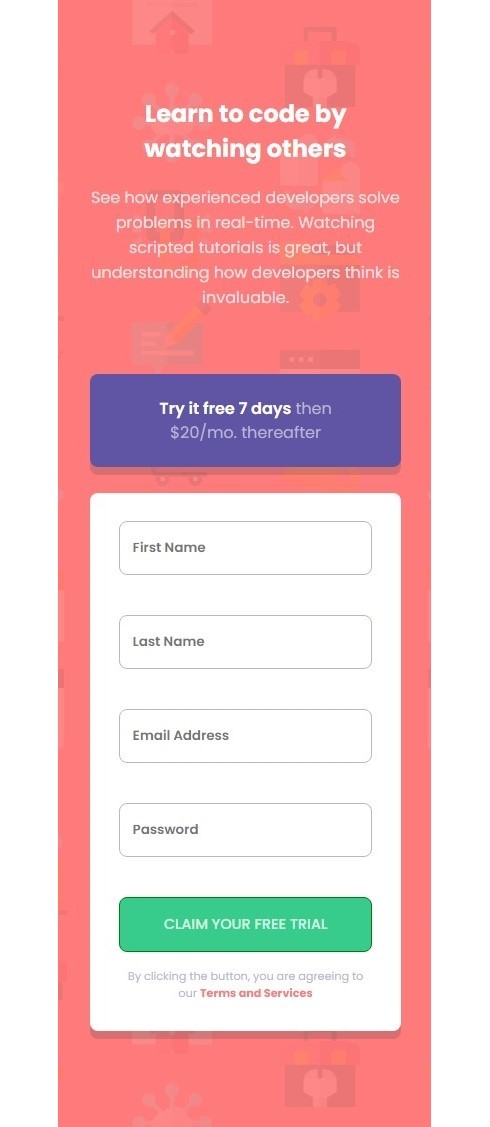 Learn to code by
watching others
See how experienced developers solve
problems in real-time. Watching
scripted tutorials is great, but
understanding how developers think is
invaluable.
Try it free 7 days then
$20/mo. thereafter
First Name
Last Name
Email Address
Password
CLAIM YOUR FREE TRIAL
By clicking the button, you are agreeing to
our Terms and Services